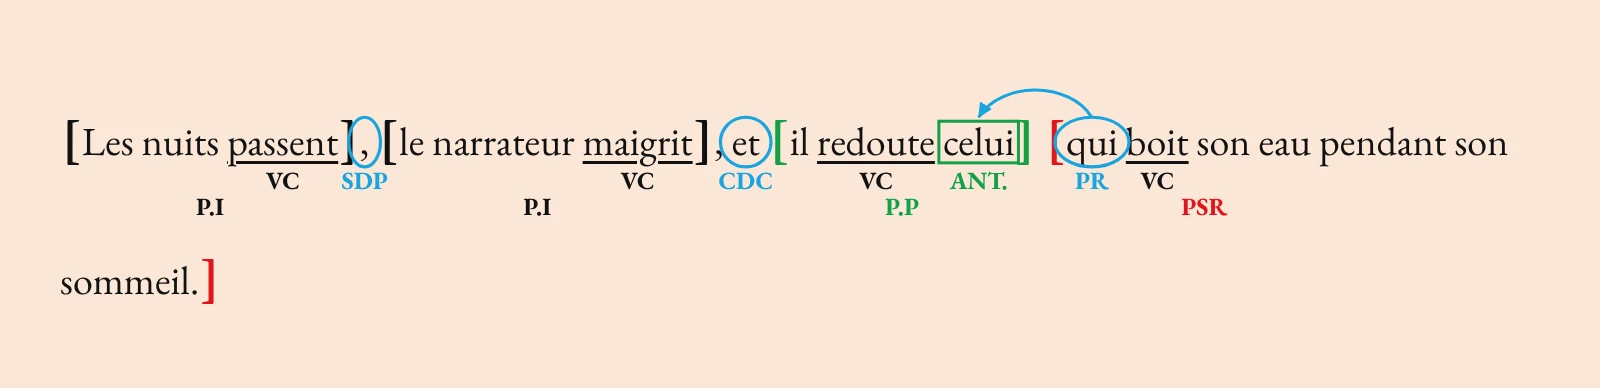 [Les nuits passent], [le narrateur maigrit], et [il redoute celui] [qui boit son eau pendant son
VC SDP VC CDC VC ANT. PR VC
P.I P.I P.P PSR
sommeil.]